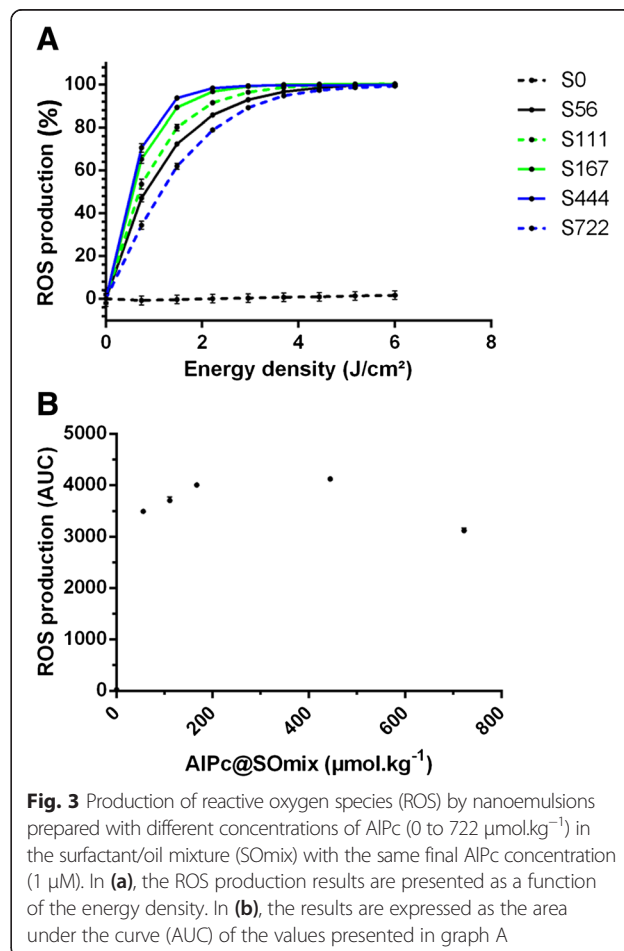 A
ROS production (%)
100
80
60
40
20
0
0 2 4 6 8
Energy density (J/cm²)
S0
S56
S111
S167
S444
S722
B
ROS production (AUC)
5000
4000
3000
2000
1000
0
0 200 400 600 800
AlPc@SOmix (µmol.kg⁻¹)
Fig. 3 Production of reactive oxygen species (ROS) by nanoemulsions
prepared with different concentrations of AlPc (0 to 722 µmol.kg⁻¹) in
the surfactant/oil mixture (SOmix) with the same final AlPc concentration
(1 µM). In (a), the ROS production results are presented as a function
of the energy density. In (b), the results are expressed as the area
under the curve (AUC) of the values presented in graph A